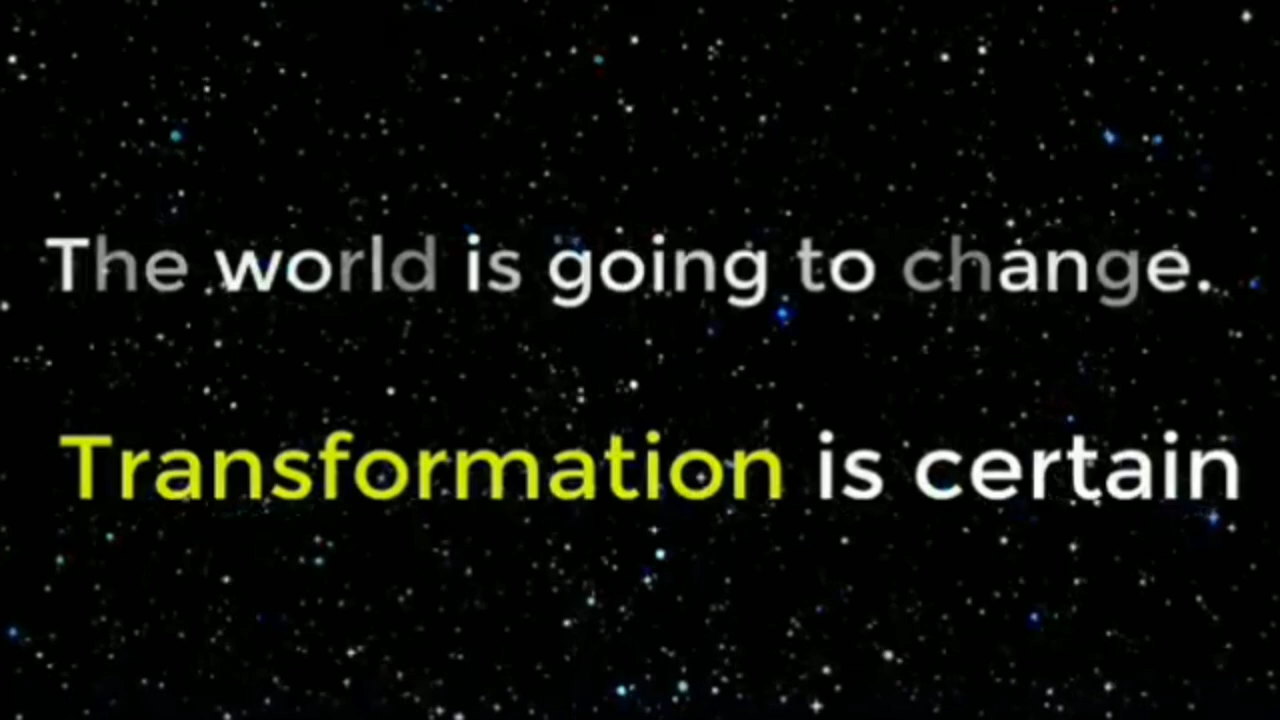 The world is going to change.
Transformation is certain